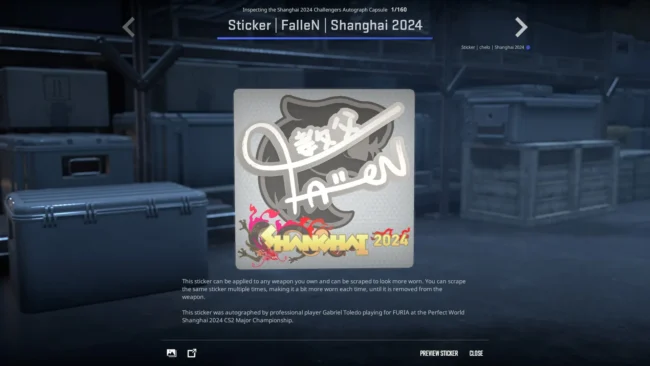 Inspecting the Shanghai 2024 Challengers Autograph Capsule 1/160
Sticker | FalleN | Shanghai 2024
Sticker | chelo | Shanghai 2024
FalleN
SHANGHAI 2024
This sticker can be applied to any weapon you own and can be scraped to look more worn. You can scrape
the same sticker multiple times, making it a bit more worn each time, until it is removed from the
weapon.
This sticker was autographed by professional player Gabriel Toledo playing for FURIA at the Perfect World
Shanghai 2024 CS2 Major Championship.
PREVIEW STICKER CLOSE